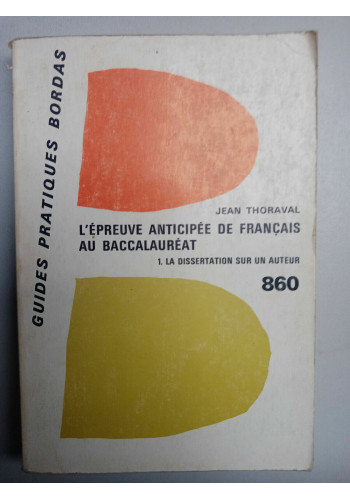 GUIDES PRATIQUES BORDAS
JEAN THORAVAL
L'ÉPREUVE ANTICIPÉE DE FRANÇAIS
AU BACCALAURÉAT
1. LA DISSERTATION SUR UN AUTEUR
860